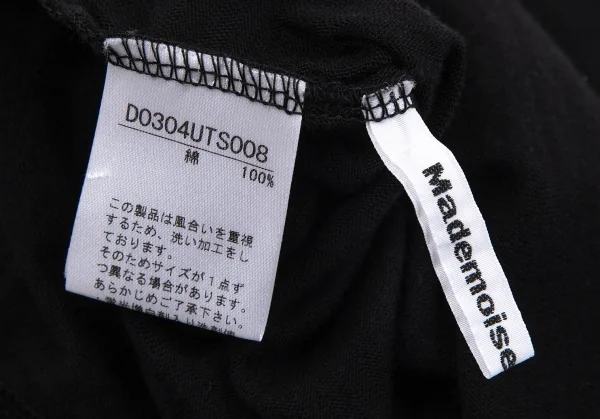 D0304UTS008
綿
100%
この製品は風合いを重視
するため、洗い加工をし
ております。
そのためサイズが１点ず
つ異なる場合があります。
あらかじめご了承下さい。
Mademoise